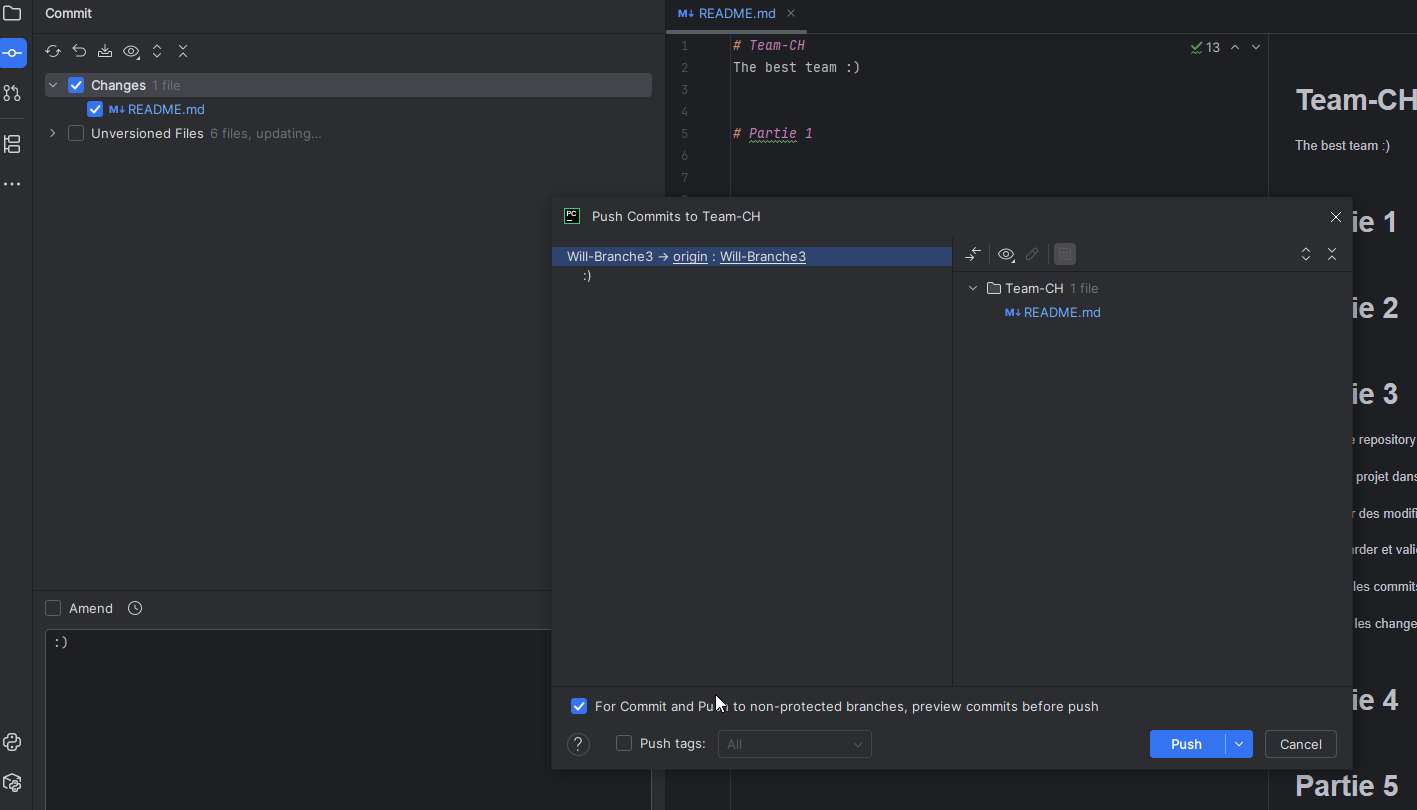 Commit
README.md
Changes 1 file
README.md
Unversioned Files 6 files, updating...
1 # Team-CH
2 The best team :)
3
4
5 # Partie 1
6
7
13
Team-CH
The best team :)
ie 1
ie 2
ie 3
repository
projet dans
r des modifi
rder et vali
les commits
les change
ie 4
Partie 5
PC
Push Commits to Team-CH
Will-Branche3 → origin : Will-Branche3
:)
Team-CH 1 file
README.md
For Commit and Push to non-protected branches, preview commits before push
? Push tags: All
Push Cancel
Amend
:)